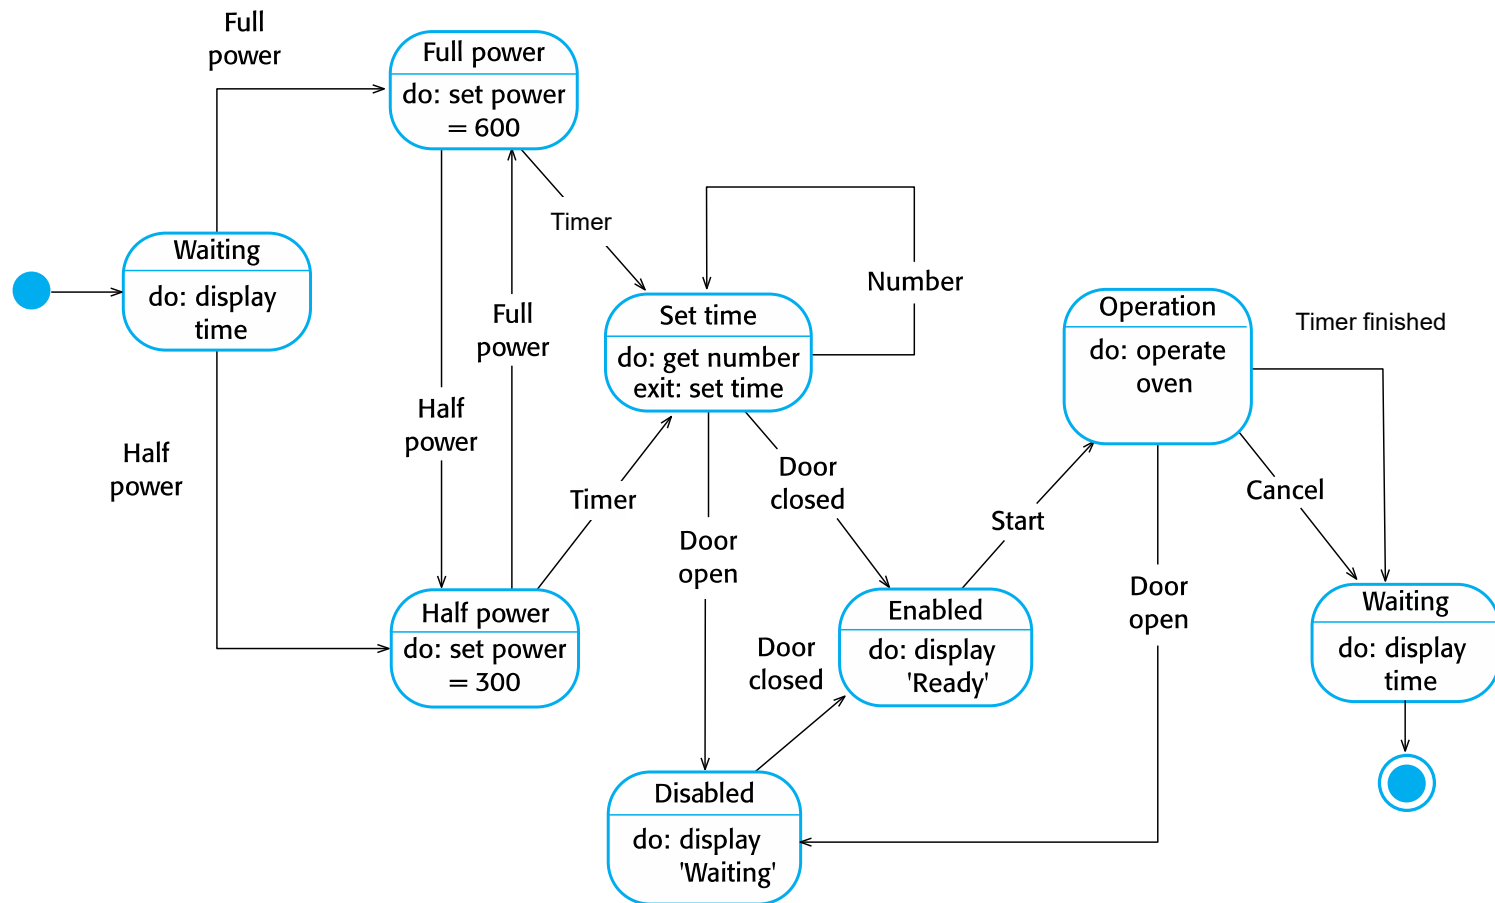 Full
power
Full power
do: set power
= 600
Timer
Waiting
do: display
time
Number
Full
power
Set time
do: get number
exit: set time
Operation
do: operate
oven
Timer finished
Half
power
Half
power
Timer
Door
closed
Door
open
Start
Cancel
Door
open
Half power
do: set power
= 300
Enabled
do: display
'Ready'
Door
closed
Waiting
do: display
time
Disabled
do: display
'Waiting'